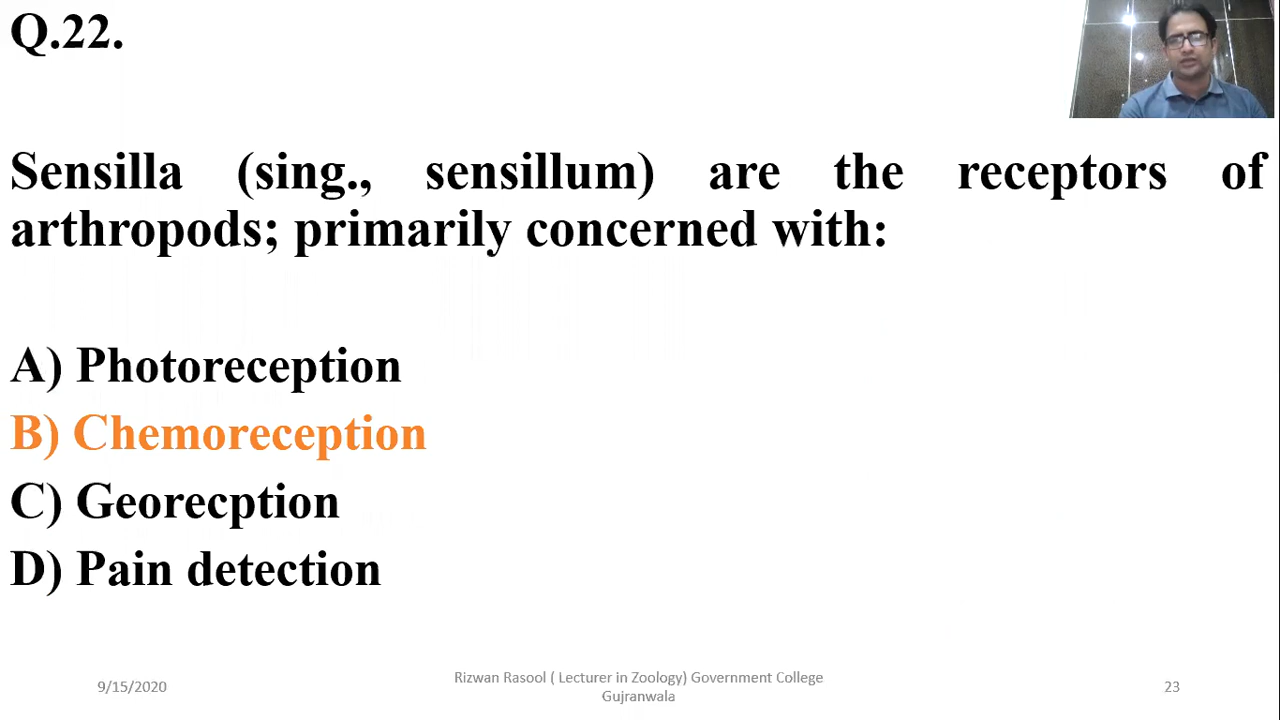 Q.22.
Sensilla (sing., sensillum) are the receptors of
arthropods; primarily concerned with:
A) Photoreception
B) Chemoreception
C) Georecption
D) Pain detection
9/15/2020
Rizwan Rasool ( Lecturer in Zoology) Government College
Gujranwala
23